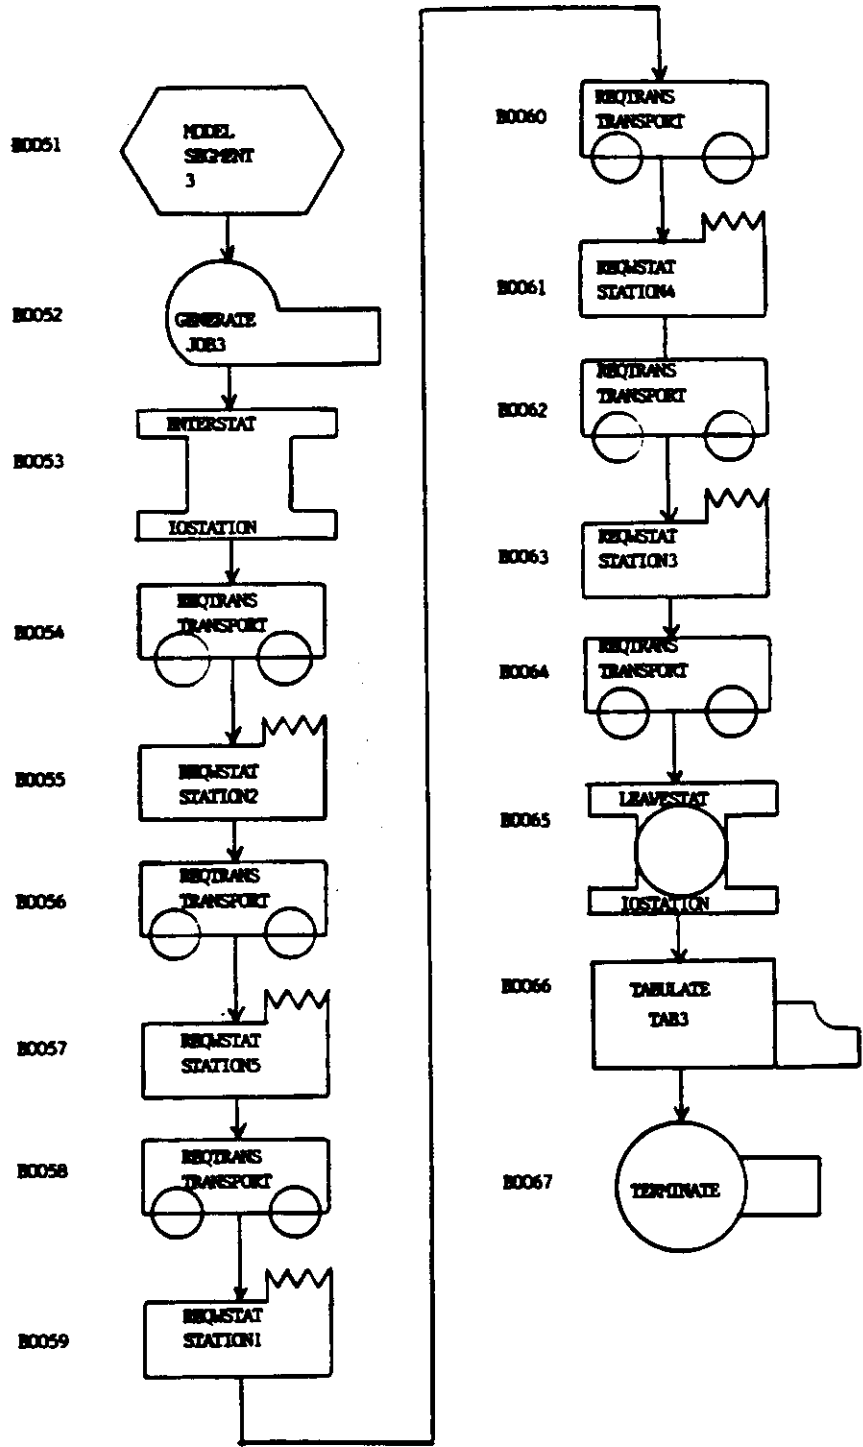 B0051
MODEL
SEGMENT
3
B0052
GENERATE
JOB3
B0053
ENTERSTAT
IOSTATION
B0054
REQTRANS
TRANSPORT
B0055
REQWSTAT
STATION2
B0056
REQTRANS
TRANSPORT
B0057
REQWSTAT
STATION5
B0058
REQTRANS
TRANSPORT
B0059
REQWSTAT
STATION1
B0060
REQTRANS
TRANSPORT
B0061
REQWSTAT
STATION4
B0062
REQTRANS
TRANSPORT
B0063
REQWSTAT
STATION3
B0064
REQTRANS
TRANSPORT
B0065
LEAVESTAT
IOSTATION
B0066
TABULATE
TAB3
B0067
TERMINATE